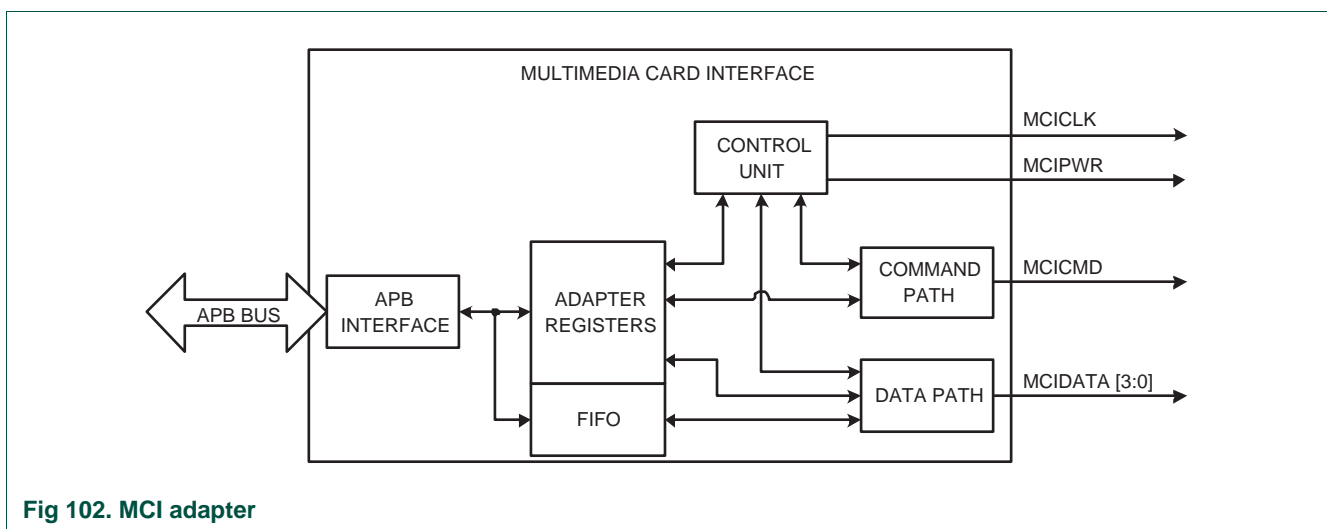 MULTIMEDIA CARD INTERFACE
MCICLK
CONTROL
UNIT
MCIPWR
APB BUS
APB
INTERFACE
ADAPTER
REGISTERS
COMMAND
PATH
MCICMD
FIFO
DATA PATH
MCIDATA [3:0]
Fig 102. MCI adapter